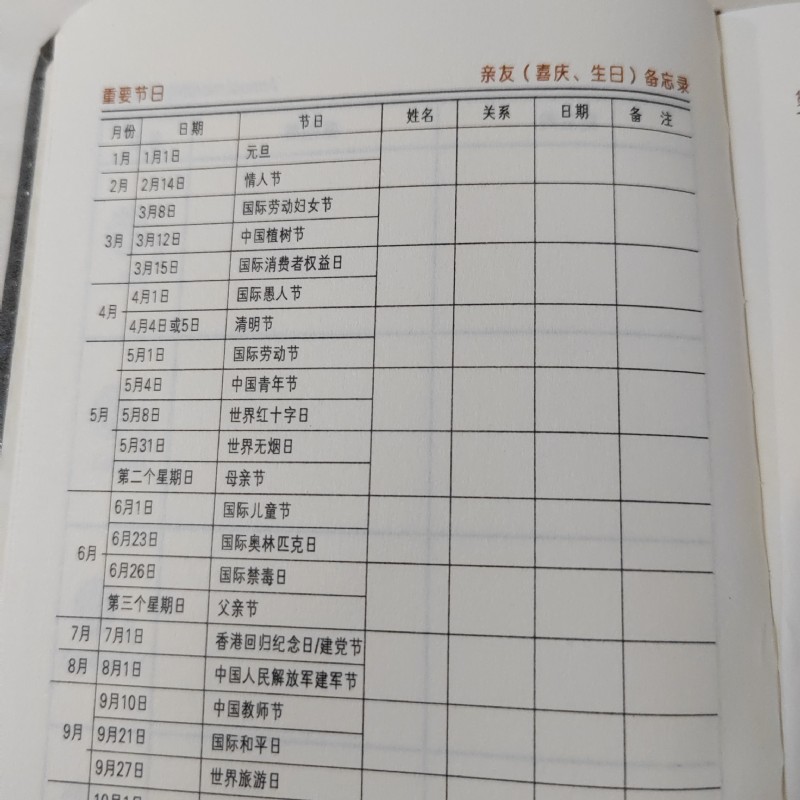 重要节日 亲友（喜庆、生日）备忘录
月份 日期 节日 姓名 关系 日期 备 注
1月 1月1日 元旦
2月 2月14日 情人节
3月 3月8日 国际劳动妇女节
3月12日 中国植树节
3月15日 国际消费者权益日
4月 4月1日 国际愚人节
4月4日或5日 清明节
5月 5月1日 国际劳动节
5月4日 中国青年节
5月8日 世界红十字日
5月31日 世界无烟日
第二个星期日 母亲节
6月 6月1日 国际儿童节
6月23日 国际奥林匹克日
6月26日 国际禁毒日
第三个星期日 父亲节
7月 7月1日 香港回归纪念日/建党节
8月 8月1日 中国人民解放军建军节
9月 9月10日 中国教师节
9月21日 国际和平日
9月27日 世界旅游日